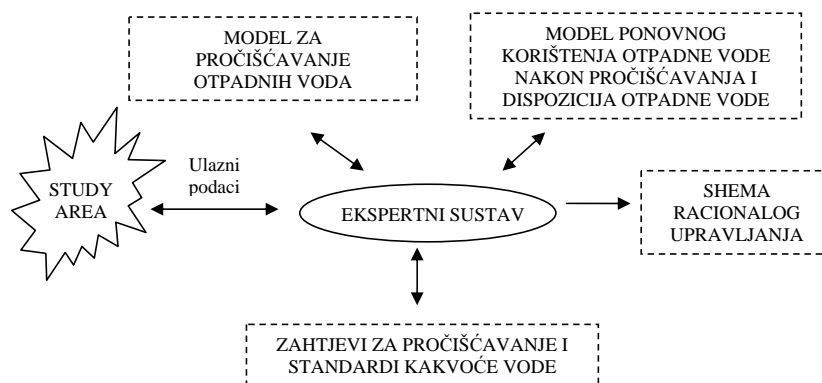 MODEL ZA
PROČIŠĆAVANJE
OTPADNIH VODA
MODEL PONOVNOG
KORIŠTENJA OTPADNE VODE
NAKON PROČIŠĆAVANJA I
DISPOZICIJA OTPADNE VODE
STUDY
AREA
Ulazni
podaci
EKSPERTNI SUSTAV
SHEMA
RACIONALOG
UPRAVLJANJA
ZAHTJEVI ZA PROČIŠĆAVANJE I
STANDARDI KAKVOĆE VODE